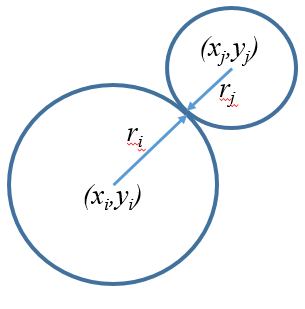 (xj,yj)
rj
ri
(xi,yi)